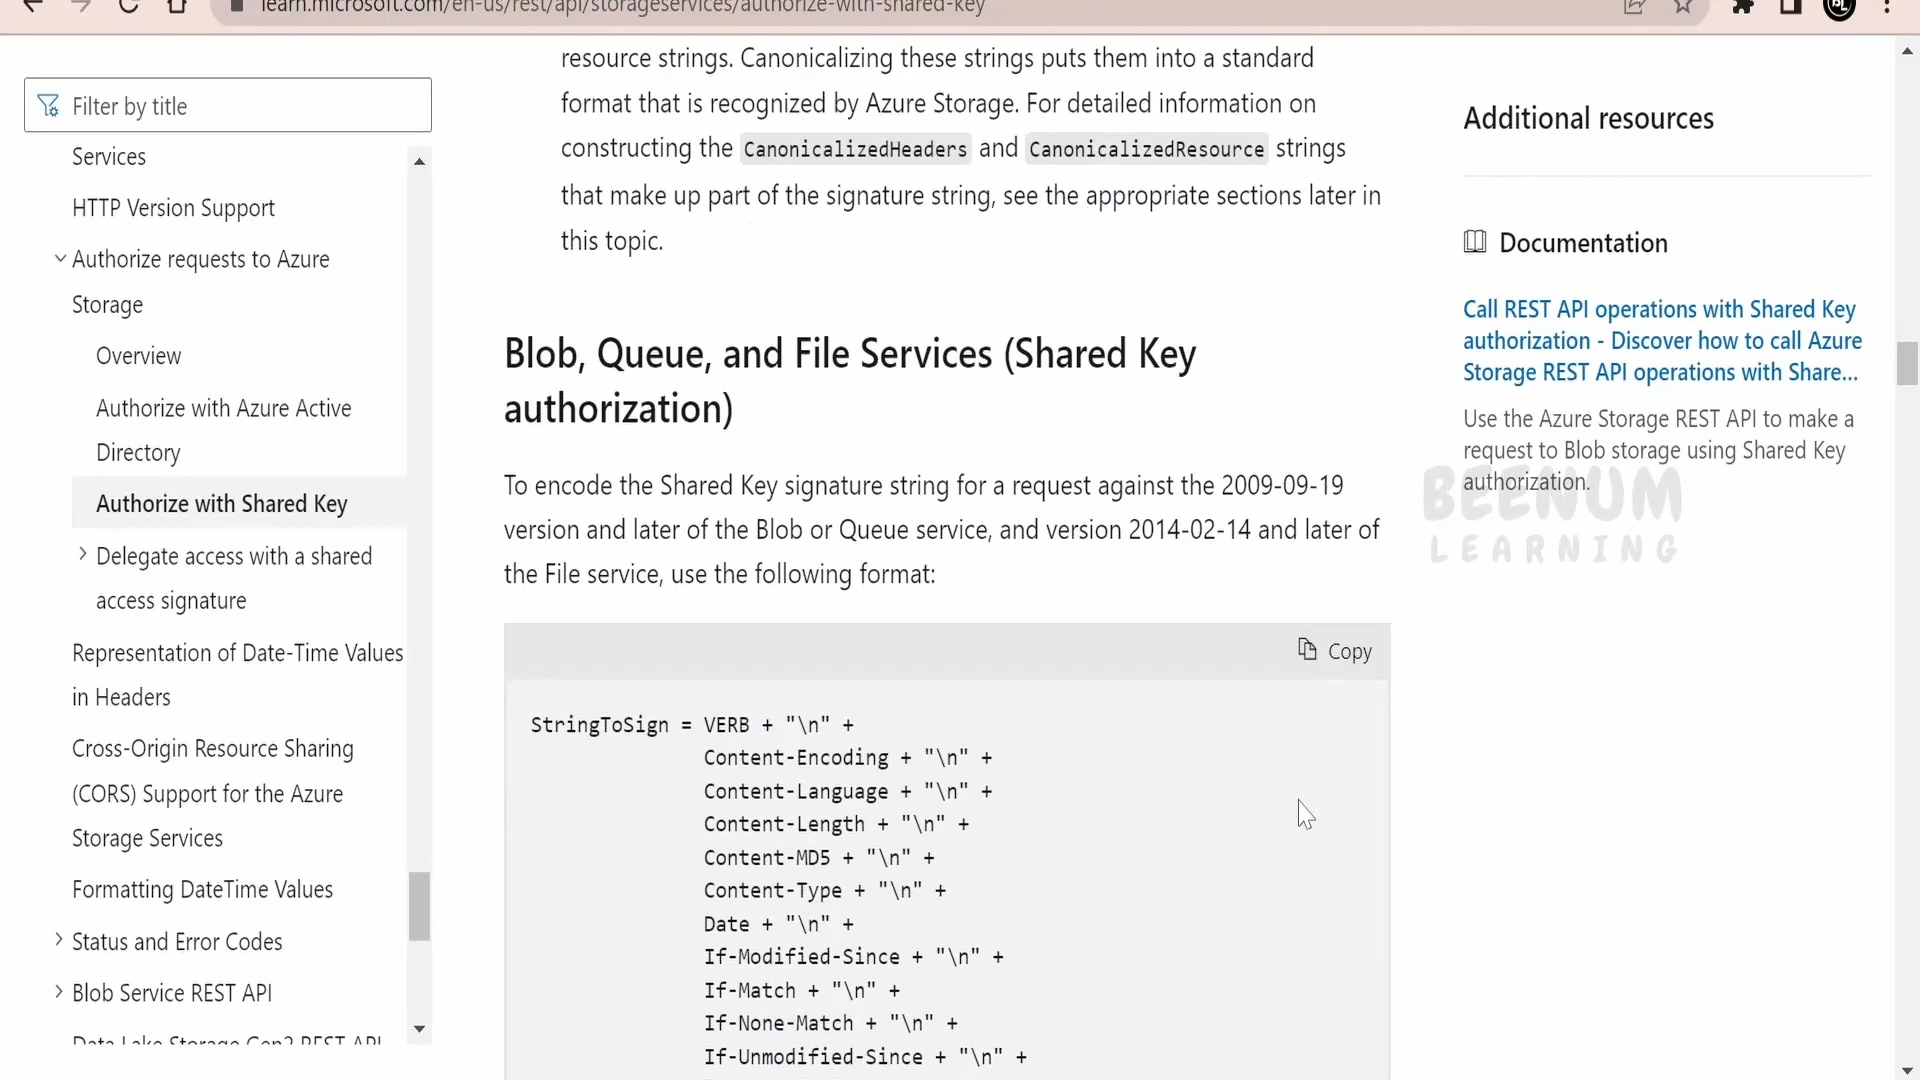 learn.microsoft.com/en-us/rest/api/storageservices/authorize-with-shared-key
Filter by title
Services
HTTP Version Support
Authorize requests to Azure
Storage
Overview
Authorize with Azure Active
Directory
Authorize with Shared Key
Delegate access with a shared
access signature
Representation of Date-Time Values
in Headers
Cross-Origin Resource Sharing
(CORS) Support for the Azure
Storage Services
Formatting DateTime Values
Status and Error Codes
Blob Service REST API
Data Lake Storage Gen2 REST API
resource strings. Canonicalizing these strings puts them into a standard
format that is recognized by Azure Storage. For detailed information on
constructing the CanonicalizedHeaders and CanonicalizedResource strings
that make up part of the signature string, see the appropriate sections later in
this topic.
Blob, Queue, and File Services (Shared Key
authorization)
To encode the Shared Key signature string for a request against the 2009-09-19
version and later of the Blob or Queue service, and version 2014-02-14 and later of
the File service, use the following format:
Copy
StringToSign = VERB + "\n" +
Content-Encoding + "\n" +
Content-Language + "\n" +
Content-Length + "\n" +
Content-MD5 + "\n" +
Content-Type + "\n" +
Date + "\n" +
If-Modified-Since + "\n" +
If-Match + "\n" +
If-None-Match + "\n" +
If-Unmodified-Since + "\n" +
Additional resources
Documentation
Call REST API operations with Shared Key
authorization - Discover how to call Azure
Storage REST API operations with Share...
Use the Azure Storage REST API to make a
request to Blob storage using Shared Key
authorization.
BEENUM
LEARNING